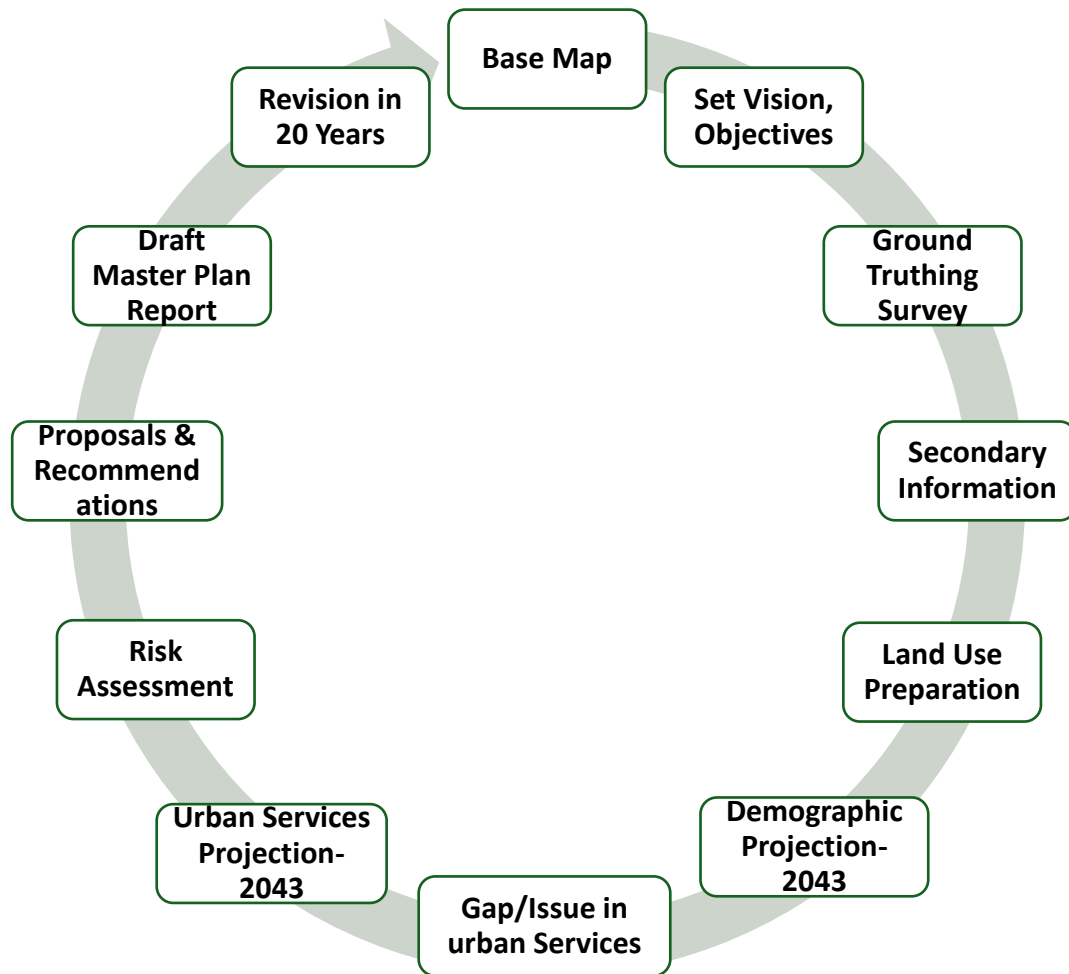 Base Map
Set Vision,
Objectives
Ground
Truthing
Survey
Secondary
Information
Land Use
Preparation
Demographic
Projection-
2043
Gap/Issue in
urban Services
Urban Services
Projection-
2043
Risk
Assessment
Proposals &
Recommend
ations
Draft
Master Plan
Report
Revision in
20 Years